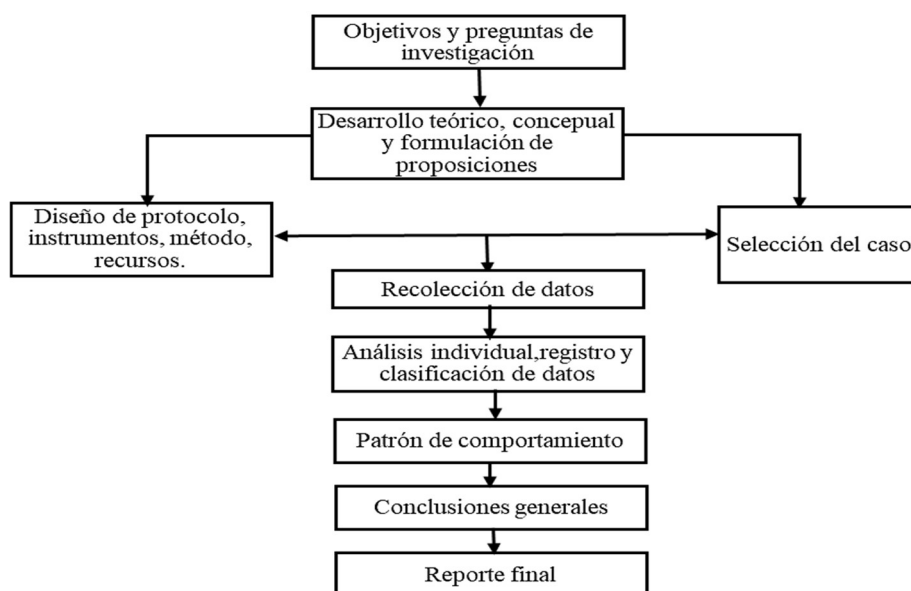 Objetivos y preguntas de
investigación
Desarrollo teórico, concepual
y formulación de
proposiciones
Diseño de protocolo,
instrumentos, método,
recursos.
Selección del caso
Recolección de datos
Análisis individual,registro y
clasificación de datos
Patrón de comportamiento
Conclusiones generales
Reporte final